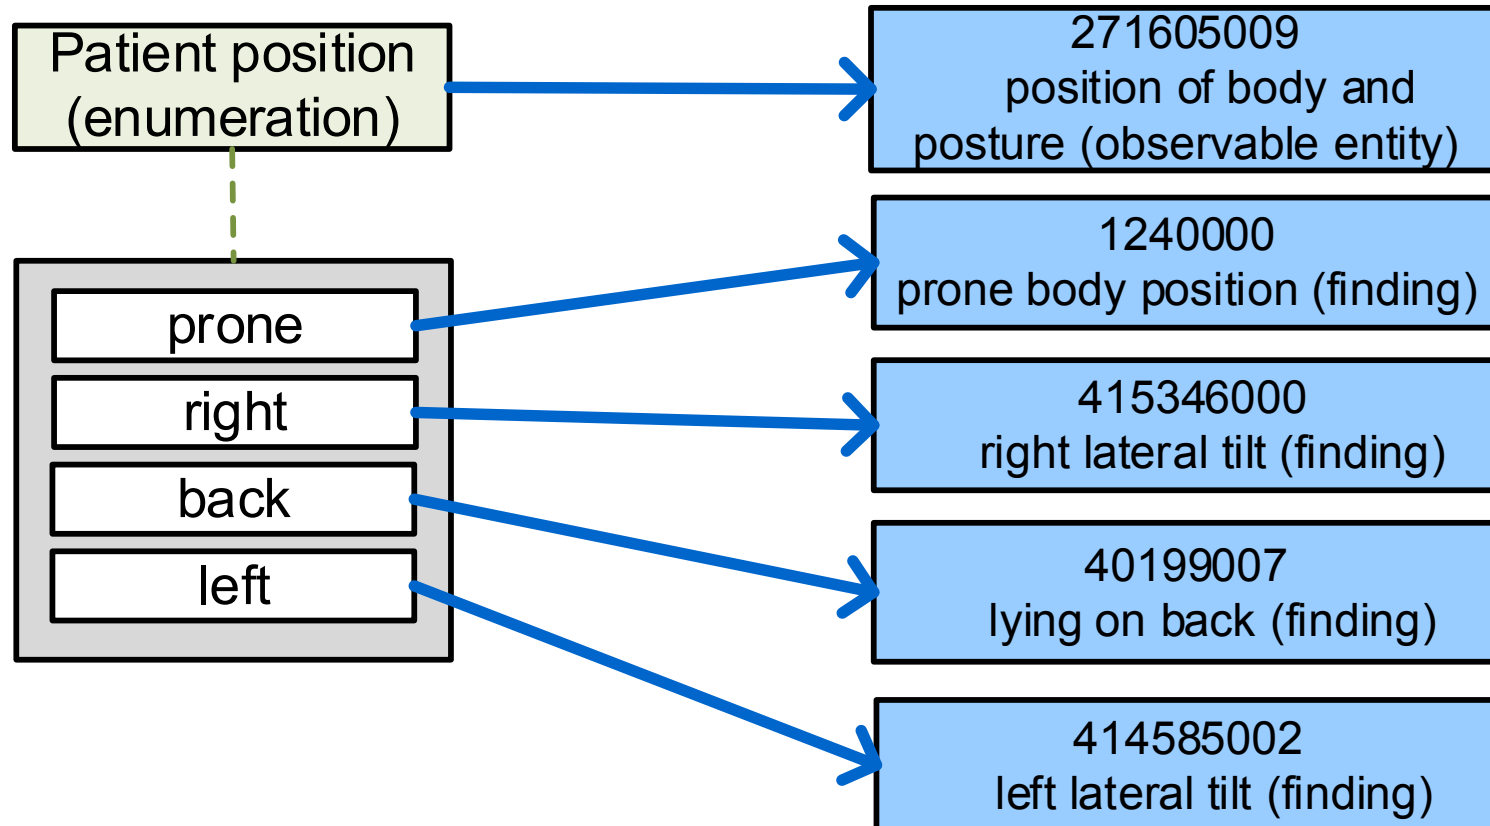 Patient position
(enumeration)
prone
right
back
left
271605009
position of body and
posture (observable entity)
1240000
prone body position (finding)
415346000
right lateral tilt (finding)
40199007
lying on back (finding)
414585002
left lateral tilt (finding)